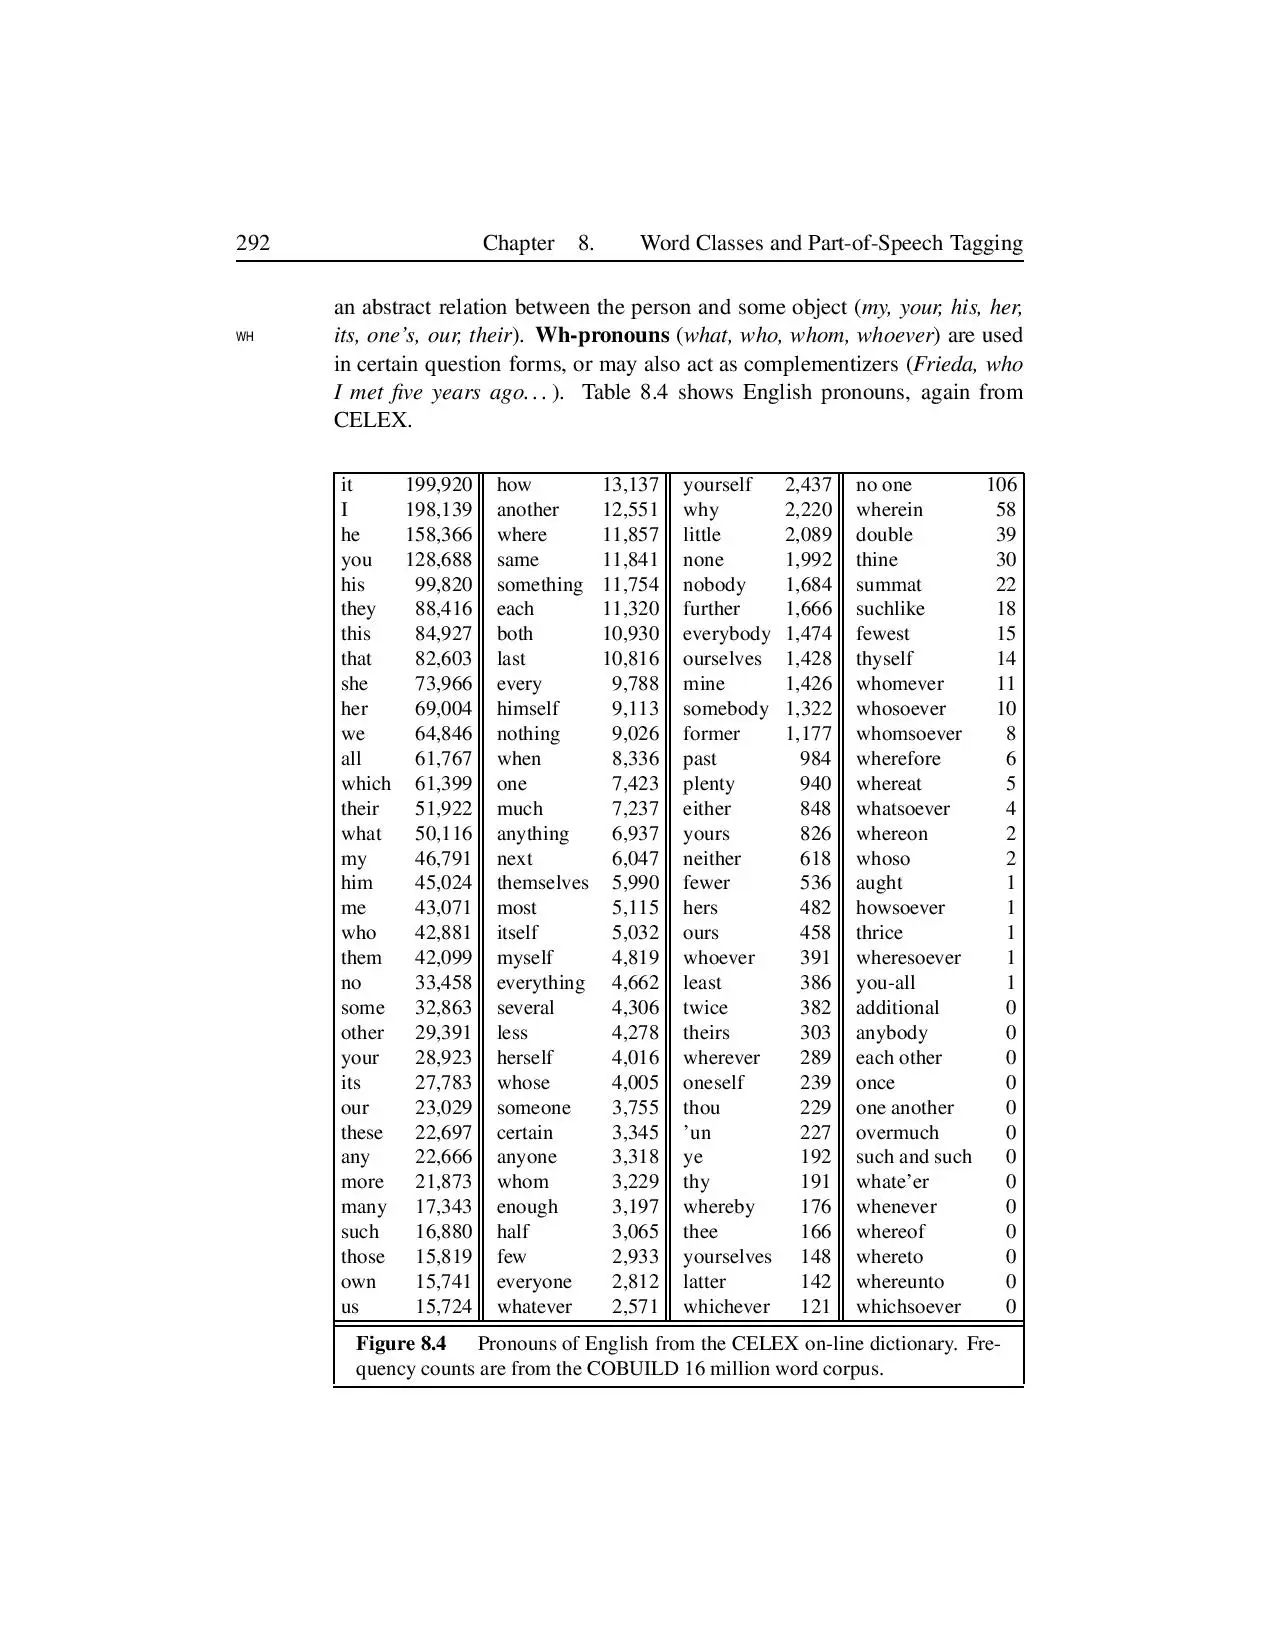 292 Chapter 8. Word Classes and Part-of-Speech Tagging
an abstract relation between the person and some object (my, your, his, her,
WH its, one's, our, their). Wh-pronouns (what, who, whom, whoever) are used
in certain question forms, or may also act as complementizers (Frieda, who
I met five years ago...). Table 8.4 shows English pronouns, again from
CELEX.
it 199,920 how 13,137 yourself 2,437 no one 106
I 198,139 another 12,551 why 2,220 wherein 58
he 158,366 where 11,857 little 2,089 double 39
you 128,688 same 11,841 none 1,992 thine 30
his 99,820 something 11,754 nobody 1,684 summat 22
they 88,416 each 11,320 further 1,666 suchlike 18
this 84,927 both 10,930 everybody 1,474 fewest 15
that 82,603 last 10,816 ourselves 1,428 thyself 14
she 73,966 every 9,788 mine 1,426 whomever 11
her 69,004 himself 9,113 somebody 1,322 whosoever 10
we 64,846 nothing 9,026 former 1,177 whomsoever 8
all 61,767 when 8,336 past 984 wherefore 6
which 61,399 one 7,423 plenty 940 whereat 5
their 51,922 much 7,237 either 848 whatsoever 4
what 50,116 anything 6,937 yours 826 whereon 2
my 46,791 next 6,047 neither 618 whoso 2
him 45,024 themselves 5,990 fewer 536 aught 1
me 43,071 most 5,115 hers 482 howsoever 1
who 42,881 itself 5,032 ours 458 thrice 1
them 42,099 myself 4,819 whoever 391 wheresoever 1
no 33,458 everything 4,662 least 386 you-all 1
some 32,863 several 4,306 twice 382 additional 0
other 29,391 less 4,278 theirs 303 anybody 0
your 28,923 herself 4,016 wherever 289 each other 0
its 27,783 whose 4,005 oneself 239 once 0
our 23,029 someone 3,755 thou 229 one another 0
these 22,697 certain 3,345 'un 227 overmuch 0
any 22,666 anyone 3,318 ye 192 such and such 0
more 21,873 whom 3,229 thy 191 whate'er 0
many 17,343 enough 3,197 whereby 176 whenever 0
such 16,880 half 3,065 thee 166 whereof 0
those 15,819 few 2,933 yourselves 148 whereto 0
own 15,741 everyone 2,812 latter 142 whereunto 0
us 15,724 whatever 2,571 whichever 121 whichsoever 0
Figure 8.4 Pronouns of English from the CELEX on-line dictionary. Fre-
quency counts are from the COBUILD 16 million word corpus.